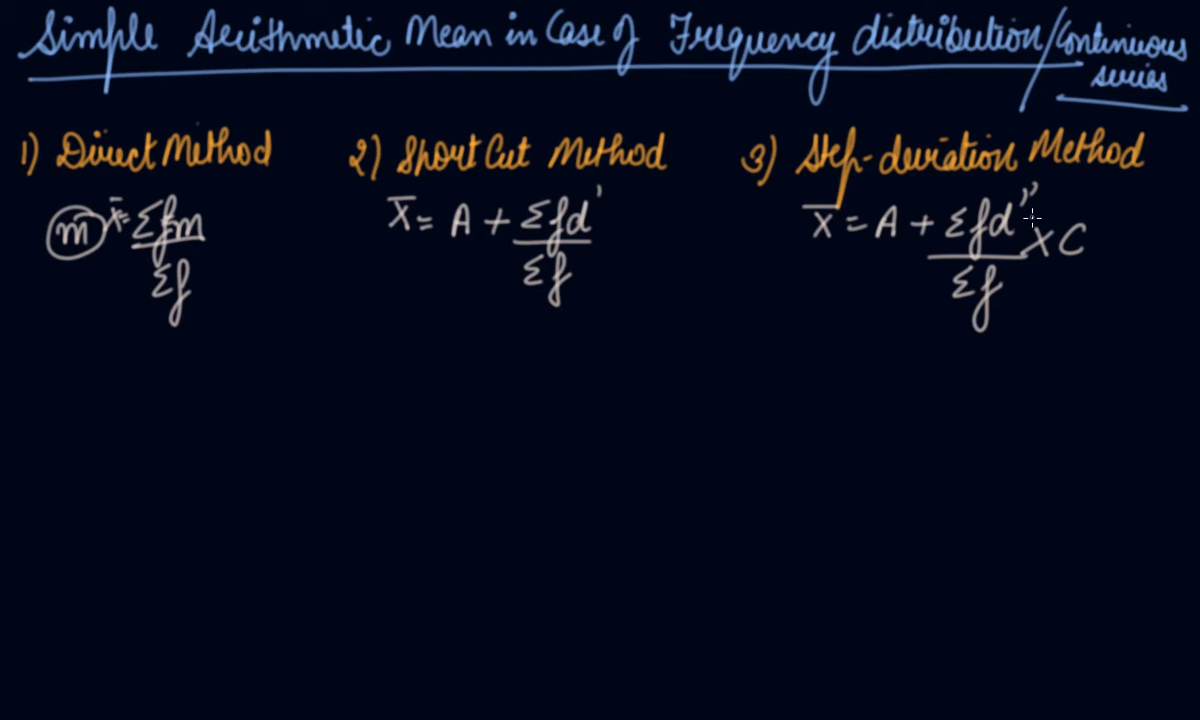 Simple Arithmetic Mean in Case of Frequency distribution/Continuous series
1) Direct Method 2) Short Cut Method 3) Step-deviation Method
m X̄ = Σfm / Σf X̄ = A + Σfd' / Σf X̄ = A + Σfd'' / Σf X C